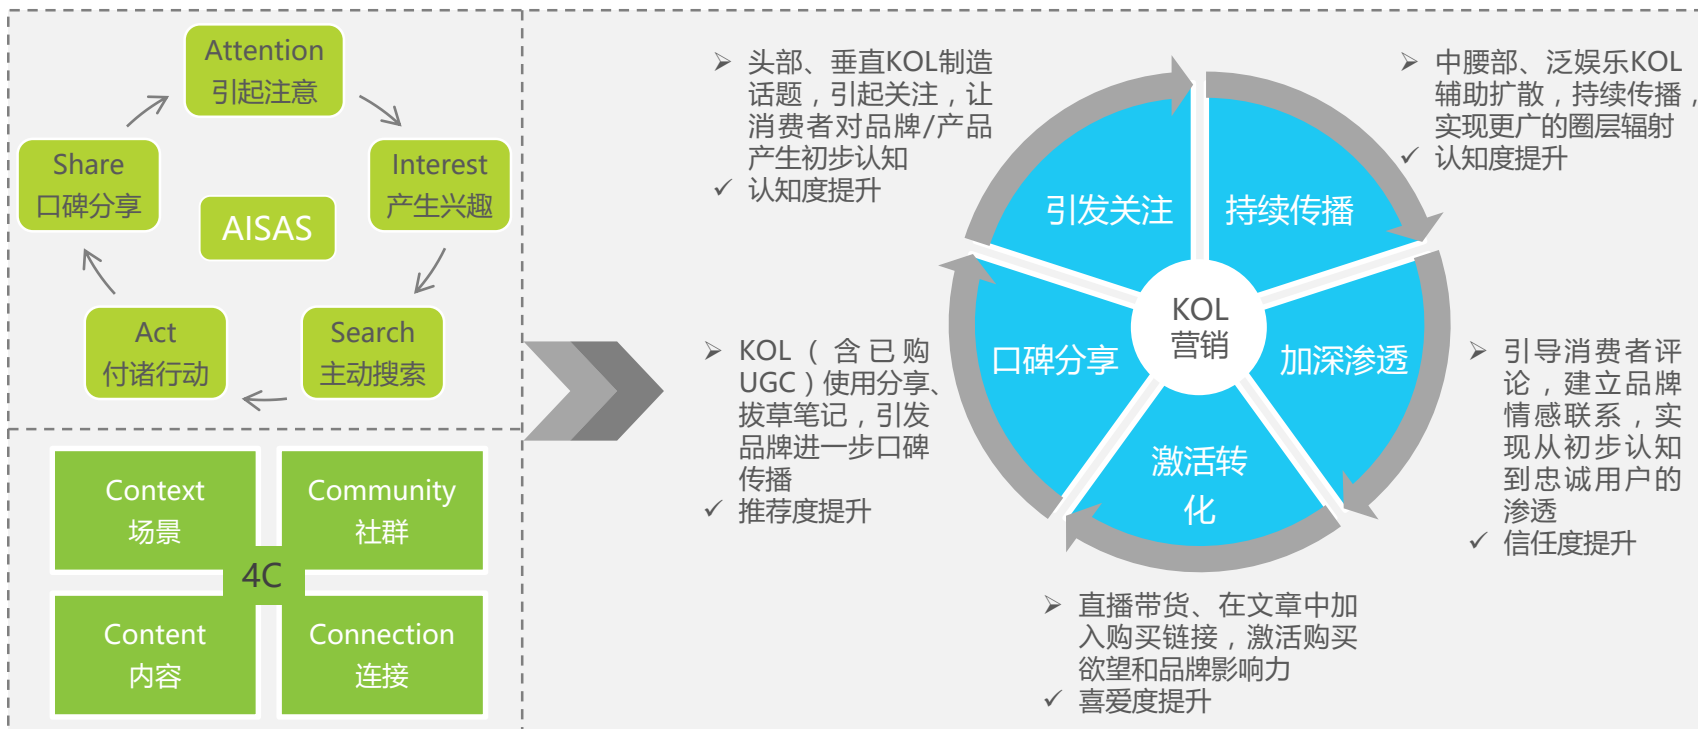 Attention
引起注意
Share
口碑分享
Interest
产生兴趣
AISAS
Act
付诸行动
Search
主动搜索
Context
场景
Community
社群
4C
Content
内容
Connection
连接
➢ 头部、垂直KOL制造
话题，引起关注，让
消费者对品牌/产品
产生初步认知
✓ 认知度提升
➢ 中腰部、泛娱乐KOL
辅助扩散，持续传播，
实现更广的圈层辐射
✓ 认知度提升
引发关注
持续传播
KOL
营销
口碑分享
加深渗透
激活转
化
➢ KOL（含已购
UGC）使用分享、
拔草笔记，引发
品牌进一步口碑
传播
✓ 推荐度提升
➢ 引导消费者评
论，建立品牌
情感联系，实
现从初步认知
到忠诚用户的
渗透
✓ 信任度提升
➢ 直播带货、在文章中加
入购买链接，激活购买
欲望和品牌影响力
✓ 喜爱度提升